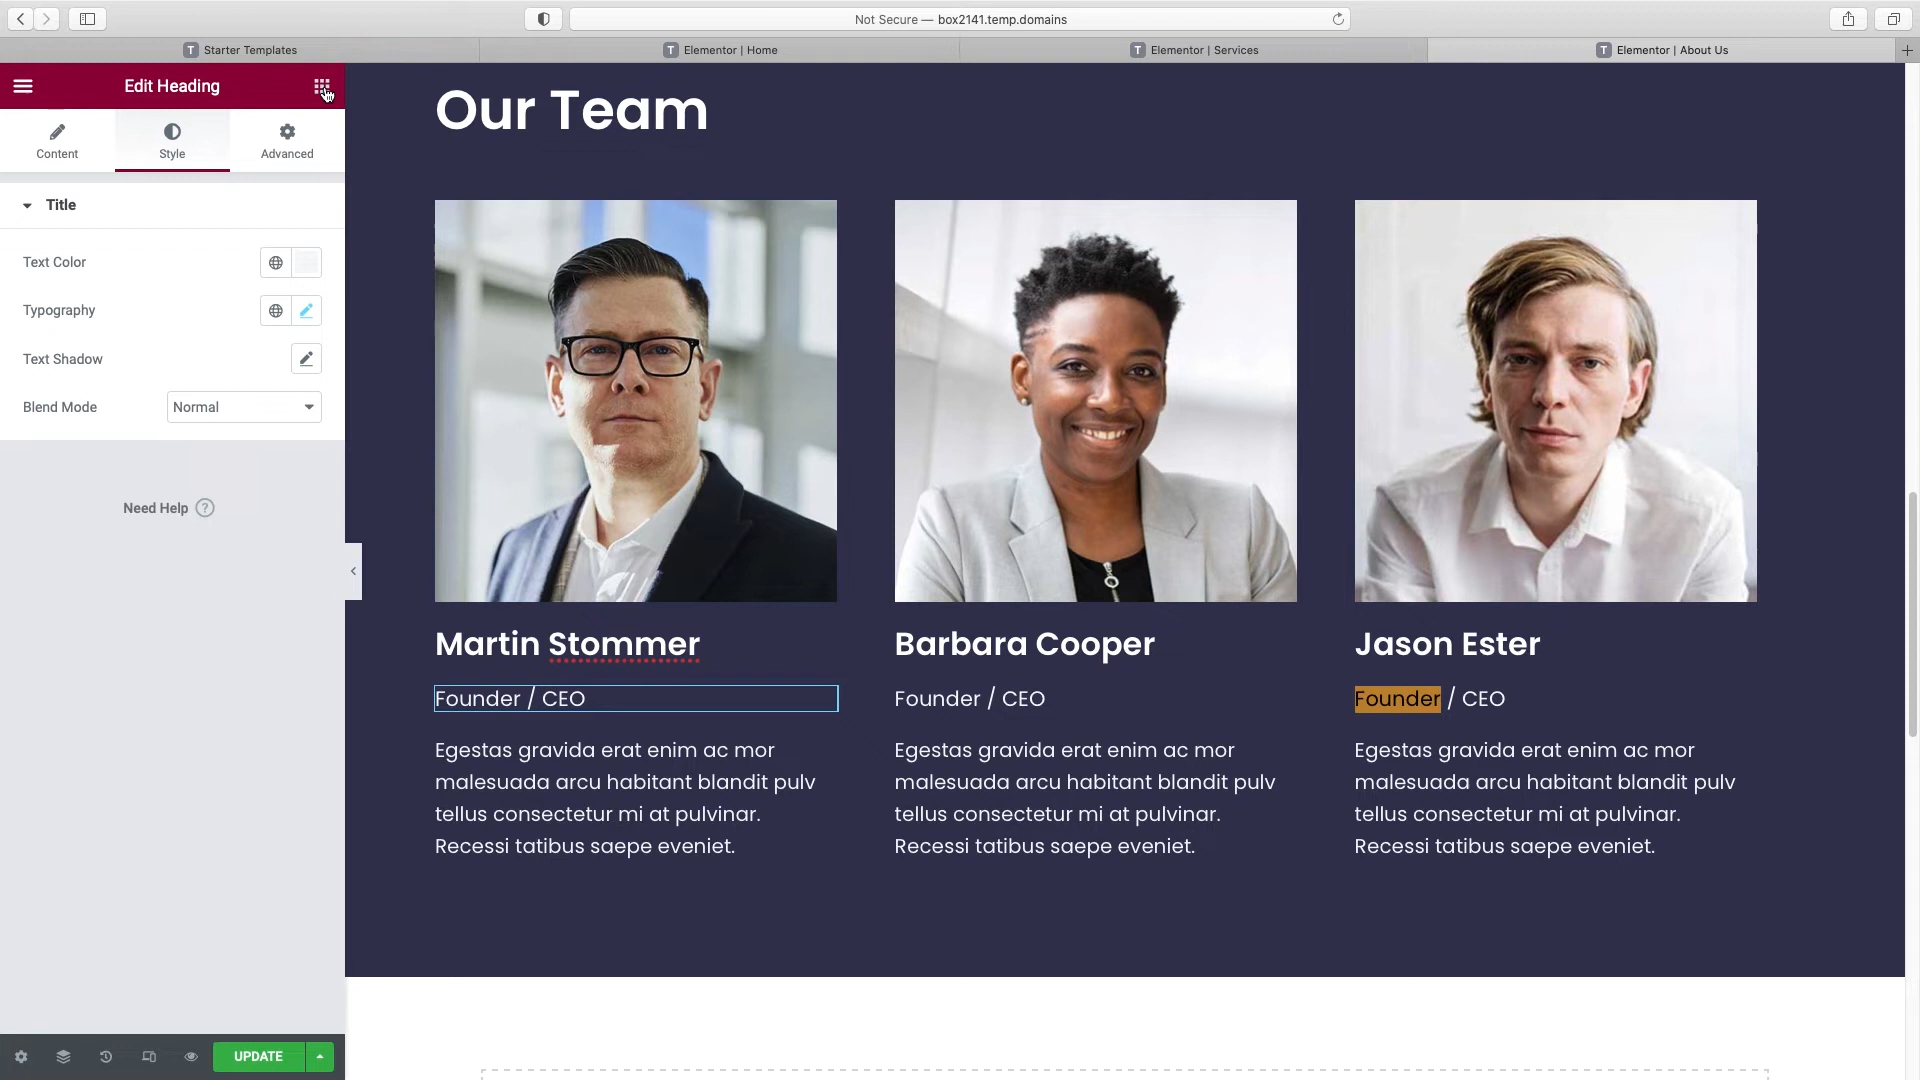 Not Secure — box2141.temp.domains
Starter Templates
Elementor | Home
Elementor | Services
Elementor | About Us
Edit Heading
Content
Style
Advanced
Title
Text Color
Typography
Text Shadow
Blend Mode
Normal
Need Help
UPDATE
Our Team
Martin Stommer
Barbara Cooper
Jason Ester
Founder / CEO
Founder / CEO
Founder / CEO
Egestas gravida erat enim ac mor
malesuada arcu habitant blandit pulv
tellus consectetur mi at pulvinar.
Recessi tatibus saepe eveniet.
Egestas gravida erat enim ac mor
malesuada arcu habitant blandit pulv
tellus consectetur mi at pulvinar.
Recessi tatibus saepe eveniet.
Egestas gravida erat enim ac mor
malesuada arcu habitant blandit pulv
tellus consectetur mi at pulvinar.
Recessi tatibus saepe eveniet.